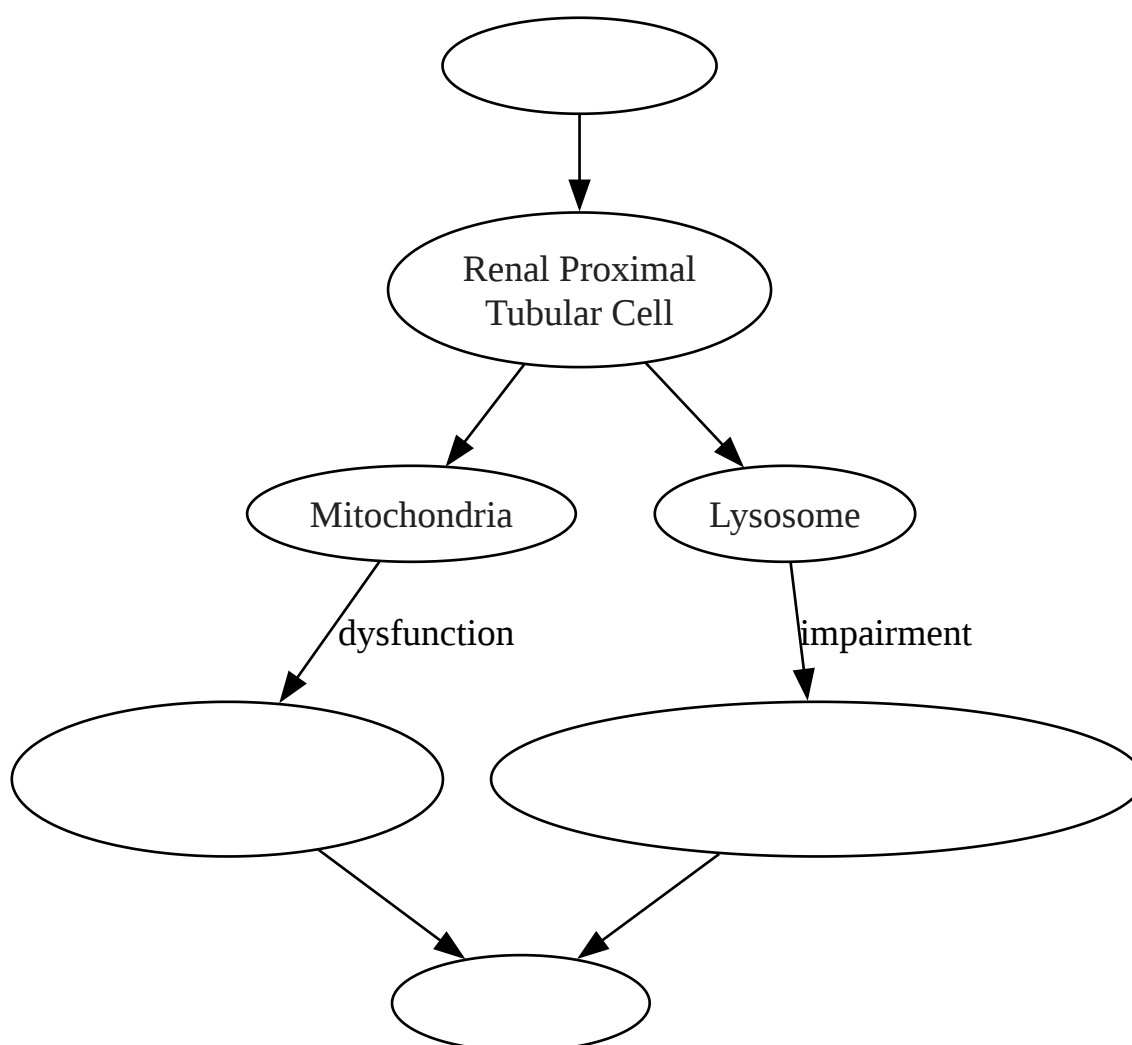 Renal Proximal
Tubular Cell
Mitochondria
Lysosome
dysfunction
impairment